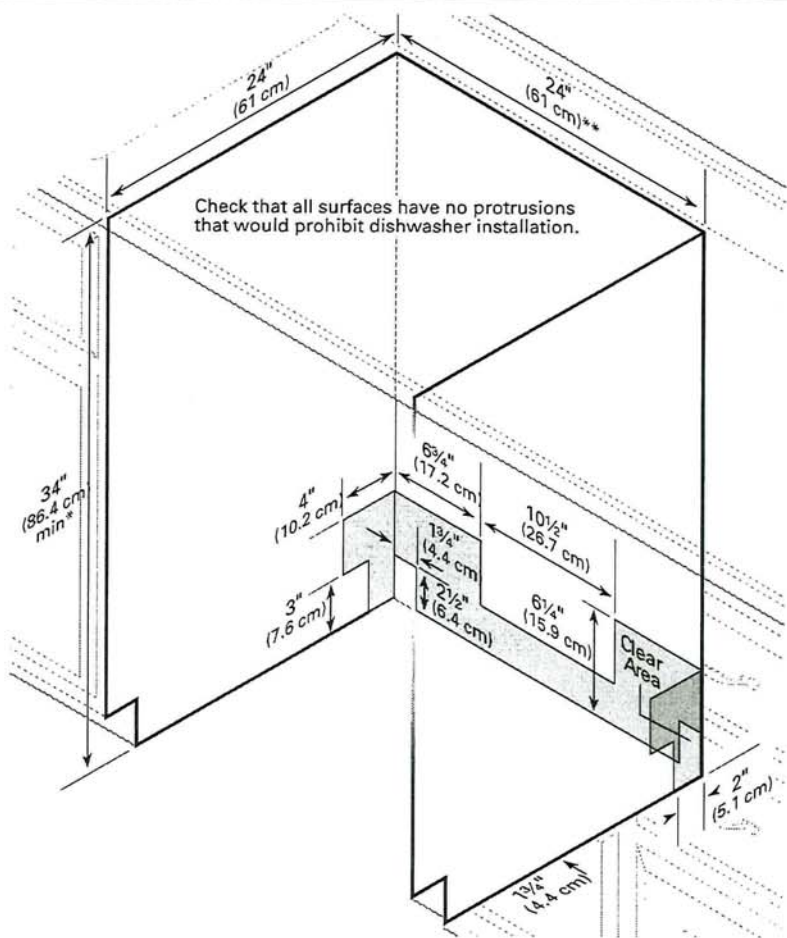 24"
(61 cm)
24"
(61 cm)**
Check that all surfaces have no protrusions
that would prohibit dishwasher installation.
34"
(86.4 cm)
min*
4"
(10.2 cm)
6¾"
(17.2 cm)
10½"
(26.7 cm)
1¾"
(4.4 cm
3"
(7.6 cm)
2½"
(6.4 cm)
6¼"
(15.9 cm)
Clear
Area
2"
(5.1 cm)
1¾"
(4.4 cm)